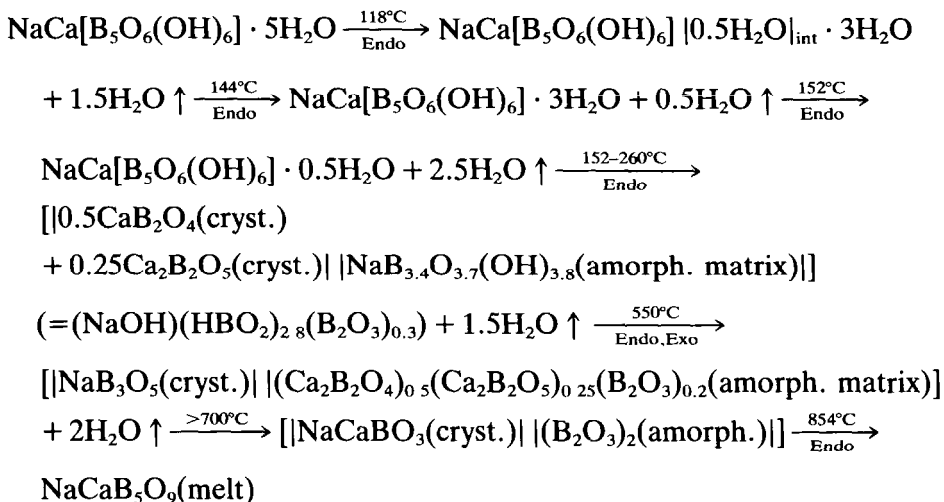 NaCa[B₅O₆(OH)₆] · 5H₂O —118°C/Endo→ NaCa[B₅O₆(OH)₆] |0.5H₂O|ᵢₙₜ · 3H₂O
+ 1.5H₂O ↑ —144°C/Endo→ NaCa[B₅O₆(OH)₆] · 3H₂O + 0.5H₂O ↑ —152°C/Endo→
NaCa[B₅O₆(OH)₆] · 0.5H₂O + 2.5H₂O ↑ —152–260°C/Endo→
[|0.5CaB₂O₄(cryst.)
+ 0.25Ca₂B₂O₅(cryst.)| |NaB₃.₄O₃.₇(OH)₃.₈(amorph. matrix)|]
(=(NaOH)(HBO₂)₂ ₈(B₂O₃)₀.₃) + 1.5H₂O ↑ —550°C/Endo,Exo→
[|NaB₃O₅(cryst.)| |(Ca₂B₂O₄)₀ ₅(Ca₂B₂O₅)₀ ₂₅(B₂O₃)₀.₂(amorph. matrix)]
+ 2H₂O ↑ —>700°C→ [|NaCaBO₃(cryst.)| |(B₂O₃)₂(amorph.)|] —854°C/Endo→
NaCaB₅O₉(melt)